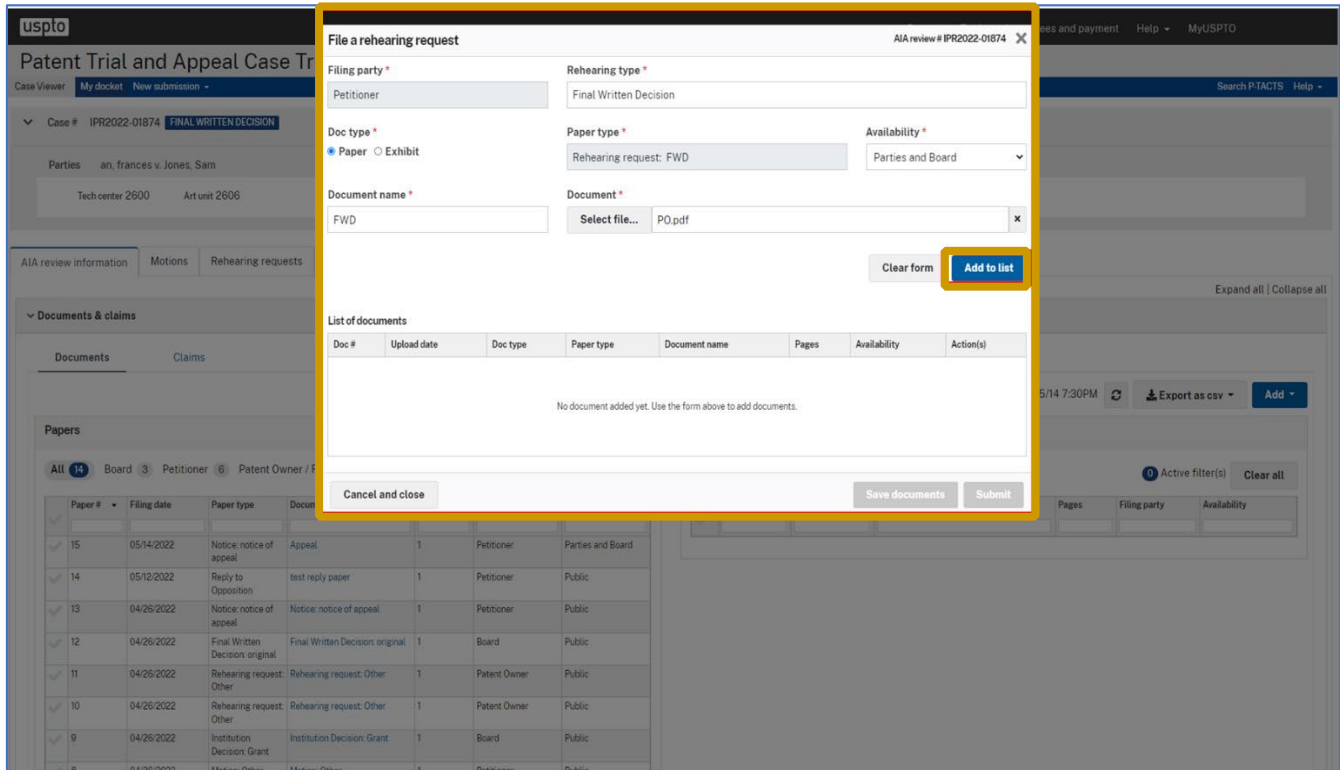 uspto
ees and payment Help MyUSPTO
Patent Trial and Appeal Case Tr
Case Viewer My docket New submission Search P-TACTS Help
Case # IPR2022-01874 FINAL WRITTEN DECISION
Parties an, frances v. Jones, Sam
Tech center 2600 Art unit 2606
AIA review information Motions Rehearing requests
Expand all | Collapse all
Documents & claims
Documents Claims
5/14 7:30PM Export as csv Add
Papers
All 14 Board 3 Petitioner 6 Patent Owner /
0 Active filter(s) Clear all
Paper # Filing date Paper type Docum
Pages Filing party Availability
15 05/14/2022 Notice: notice of appeal Appeal 1 Petitioner Parties and Board
14 05/12/2022 Reply to Opposition test reply paper 1 Petitioner Public
13 04/26/2022 Notice: notice of appeal Notice: notice of appeal 1 Petitioner Public
12 04/26/2022 Final Written Decision: original Final Written Decision: original 1 Board Public
11 04/26/2022 Rehearing request: Other Rehearing request: Other 1 Patent Owner Public
10 04/26/2022 Rehearing request: Other Rehearing request: Other 1 Patent Owner Public
9 04/26/2022 Institution Decision: Grant Institution Decision: Grant 1 Board Public
File a rehearing request AIA review # IPR2022-01874 X
Filing party * Rehearing type *
Petitioner Final Written Decision
Doc type * Paper type * Availability *
Paper Exhibit Rehearing request: FWD Parties and Board
Document name * Document *
FWD Select file... PO.pdf x
Clear form Add to list
List of documents
Doc # Upload date Doc type Paper type Document name Pages Availability Action(s)
No document added yet. Use the form above to add documents.
Cancel and close Save documents Submit